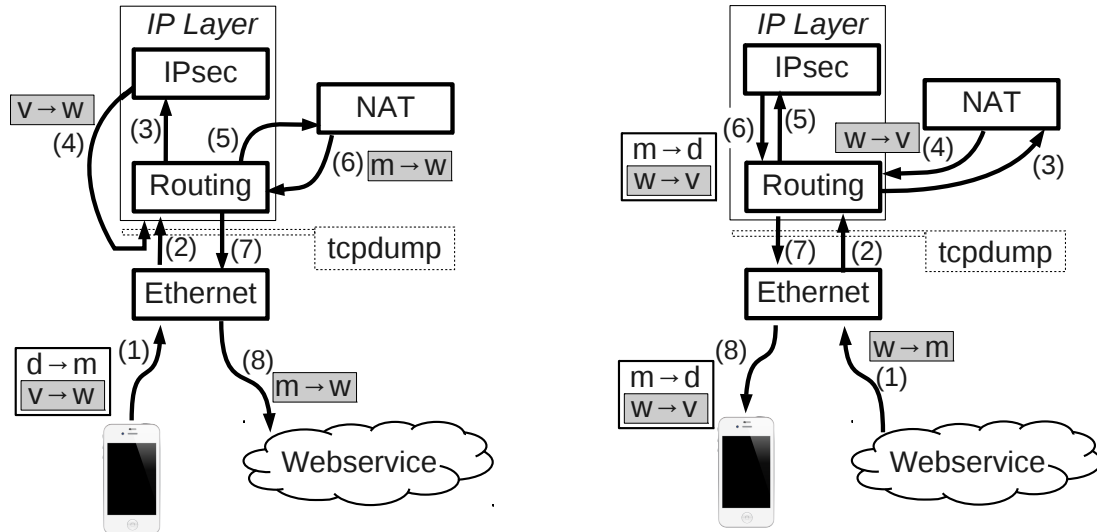 IP Layer
IPsec
NAT
v → w
(4)
(3)
(5)
(6)
m → w
Routing
(2)
(7)
tcpdump
Ethernet
(1)
d → m
v → w
(8)
m → w
Webservice
IP Layer
IPsec
NAT
(6)
(5)
w → v
(4)
(3)
m → d
w → v
Routing
(7)
(2)
tcpdump
Ethernet
(8)
w → m
(1)
m → d
w → v
Webservice